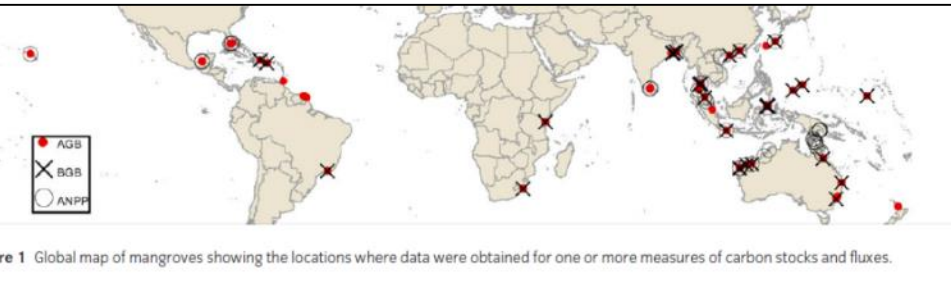 AGB
BGB
ANPP
re 1 Global map of mangroves showing the locations where data were obtained for one or more measures of carbon stocks and fluxes.